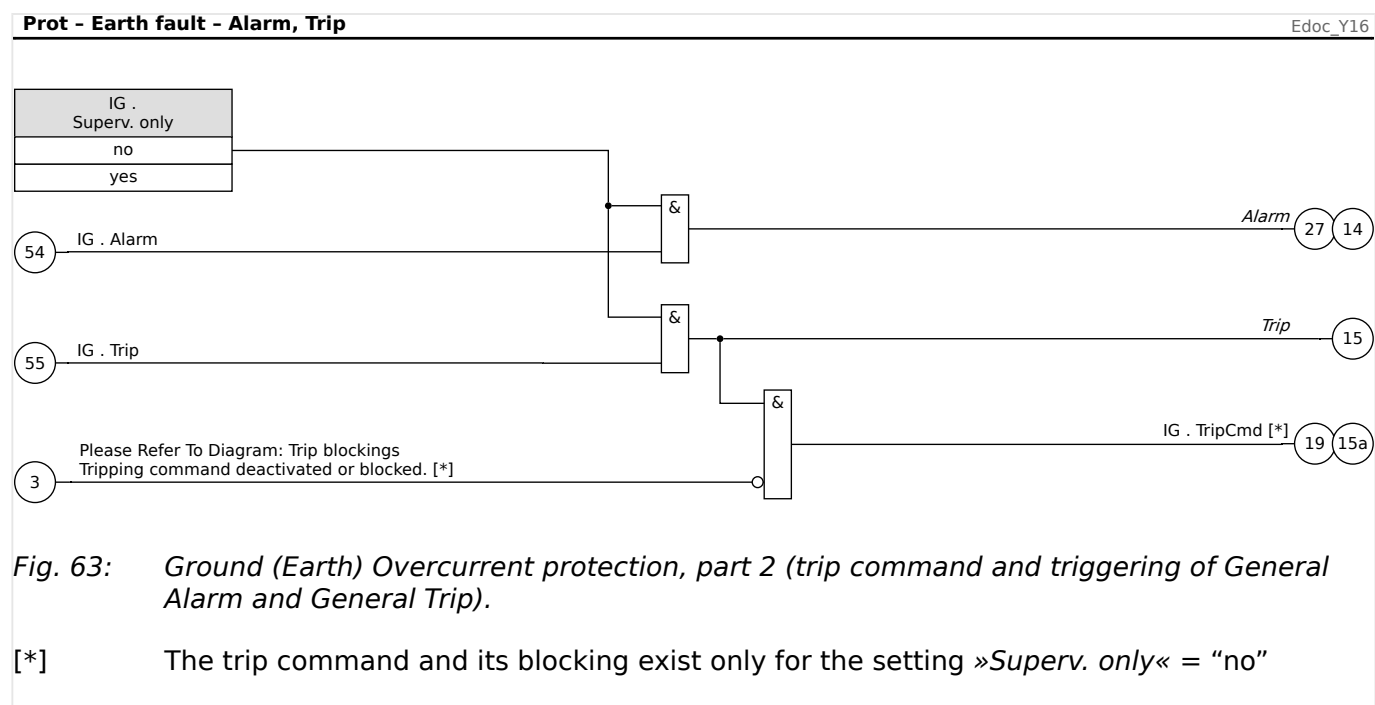 Prot – Earth fault – Alarm, Trip
Edoc_Y16
IG .
Superv. only
no
yes
&
Alarm
27
14
IG . Alarm
54
&
Trip
15
IG . Trip
55
&
IG . TripCmd [*]
19
15a
Please Refer To Diagram: Trip blockings
Tripping command deactivated or blocked. [*]
3
Fig. 63: Ground (Earth) Overcurrent protection, part 2 (trip command and triggering of General
Alarm and General Trip).
[*] The trip command and its blocking exist only for the setting »Superv. only« = “no”